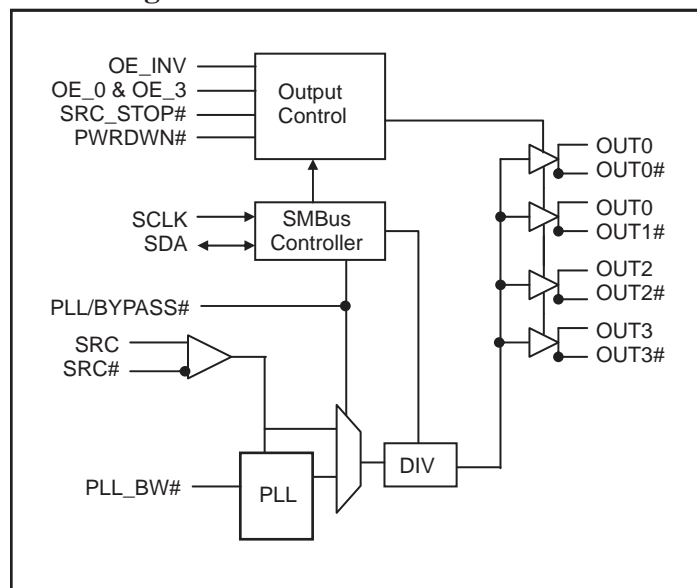 OE_INV
OE_0 & OE_3
SRC_STOP#
PWRDWN#
Output
Control
OUT0
OUT0#
OUT0
OUT1#
OUT2
OUT2#
OUT3
OUT3#
SCLK
SDA
SMBus
Controller
PLL/BYPASS#
SRC
SRC#
PLL_BW#
PLL
DIV